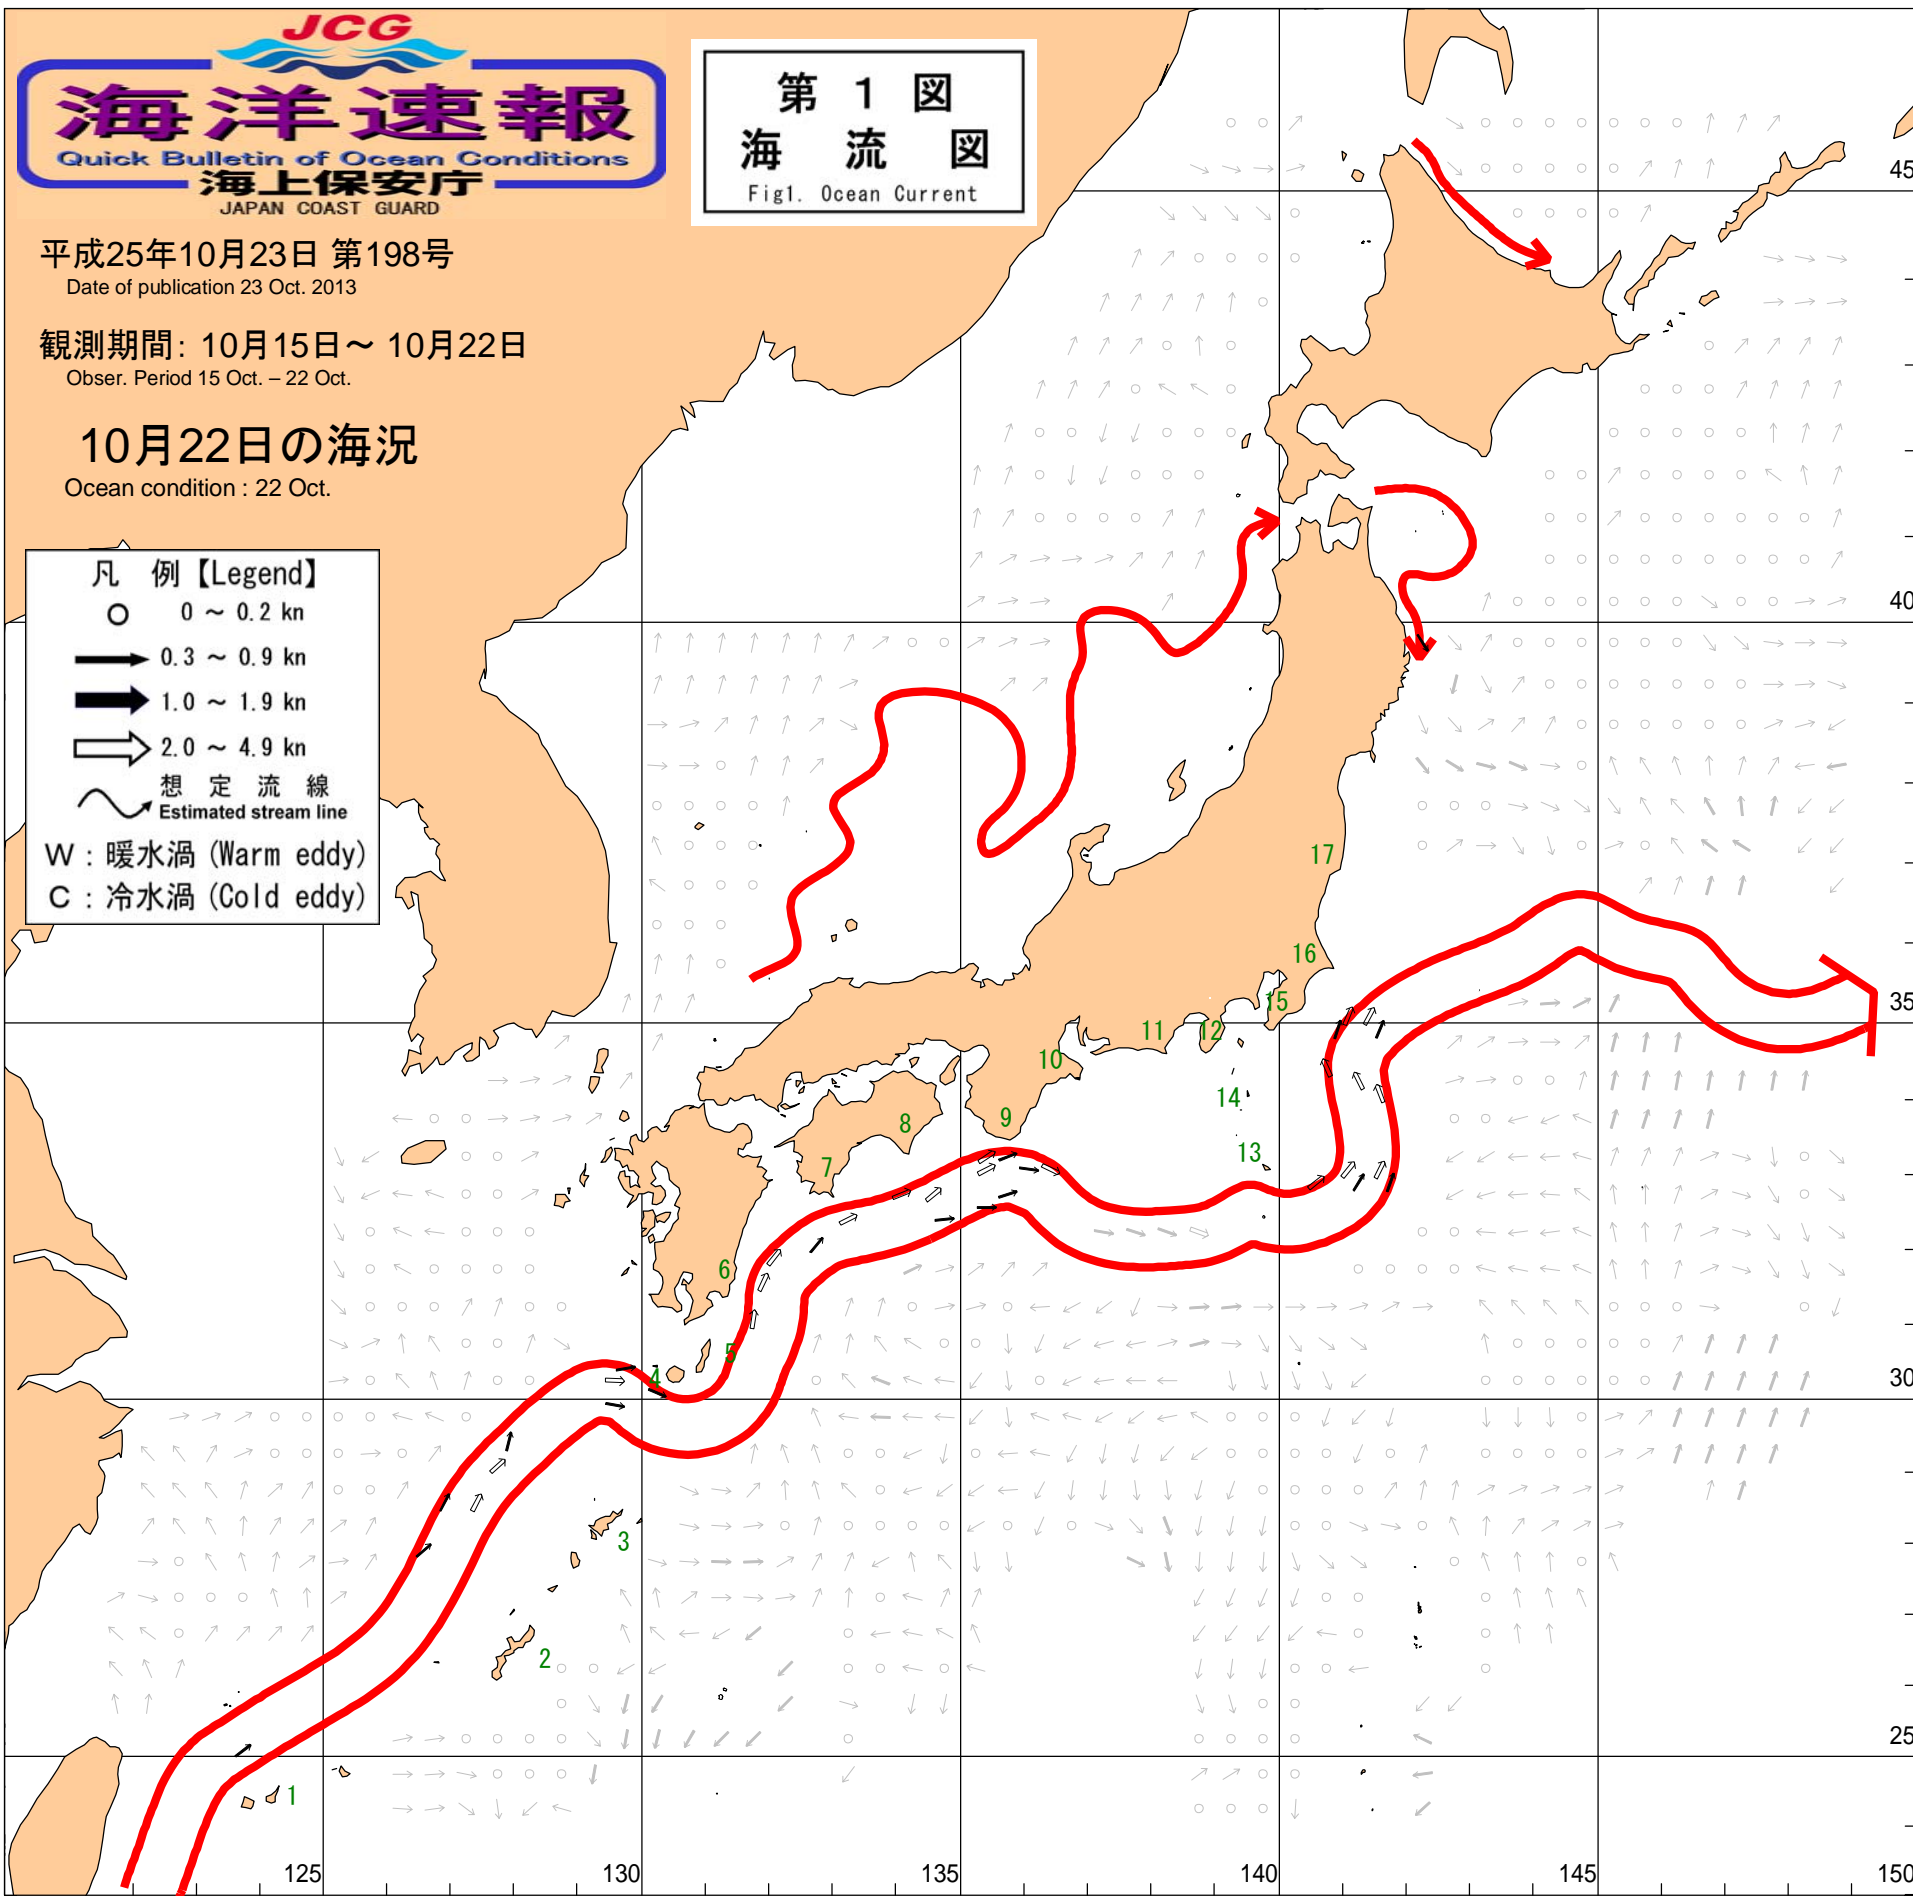 JCG
海洋速報
Quick Bulletin of Ocean Conditions
海上保安庁
JAPAN COAST GUARD
第 1 図
海 流 図
Fig1. Ocean Current
平成25年10月23日 第198号
Date of publication 23 Oct. 2013
観測期間: 10月15日～ 10月22日
Obser. Period 15 Oct. – 22 Oct.
10月22日の海況
Ocean condition : 22 Oct.
凡 例【Legend】
0 ～ 0.2 kn
0.3 ～ 0.9 kn
1.0 ～ 1.9 kn
2.0 ～ 4.9 kn
想 定 流 線
Estimated stream line
W : 暖水渦 (Warm eddy)
C : 冷水渦 (Cold eddy)
45
40
17
16
35
15
11
12
10
14
9
8
13
7
6
5
4
30
3
2
25
1
125
130
135
140
145
150